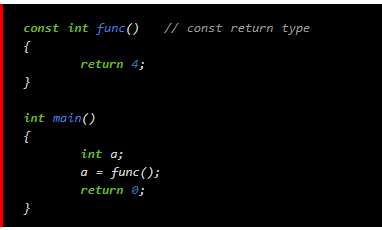 const int func()   // const return type
{
        return 4;
}

int main()
{
        int a;
        a = func();
        return 0;
}